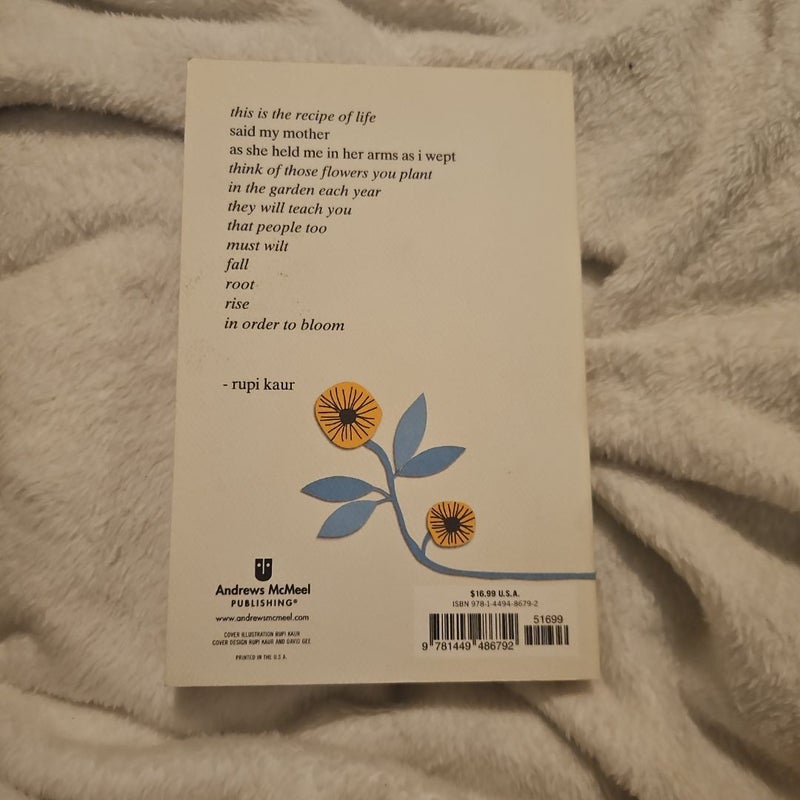 this is the recipe of life
said my mother
as she held me in her arms as i wept
think of those flowers you plant
in the garden each year
they will teach you
that people too
must wilt
fall
root
rise
in order to bloom
- rupi kaur
Andrews McMeel
PUBLISHING®
www.andrewsmcmeel.com
COVER ILLUSTRATION RUPI KAUR
COVER DESIGN RUPI KAUR AND DAVID GEE
PRINTED IN THE U.S.A.
$16.99 U.S.A.
ISBN 978-1-4494-8679-2
51699
9 781449 486792